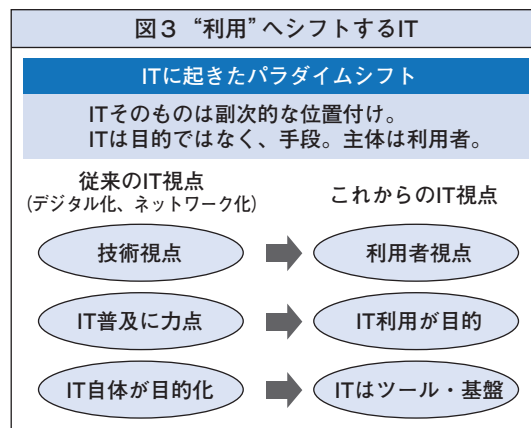 図3 “利用”へシフトするIT
ITに起きたパラダイムシフト
ITそのものは副次的な位置付け。
ITは目的ではなく、手段。主体は利用者。
従来のIT視点
(デジタル化、ネットワーク化)
これからのIT視点
技術視点
利用者視点
IT普及に力点
IT利用が目的
IT自体が目的化
ITはツール・基盤